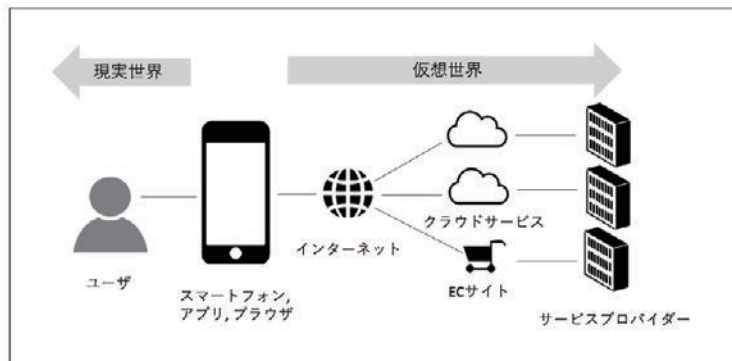 現実世界
仮想世界
クラウドサービス
インターネット
ユーザ
スマートフォン,
アプリ, ブラウザ
ECサイト
サービスプロバイダー